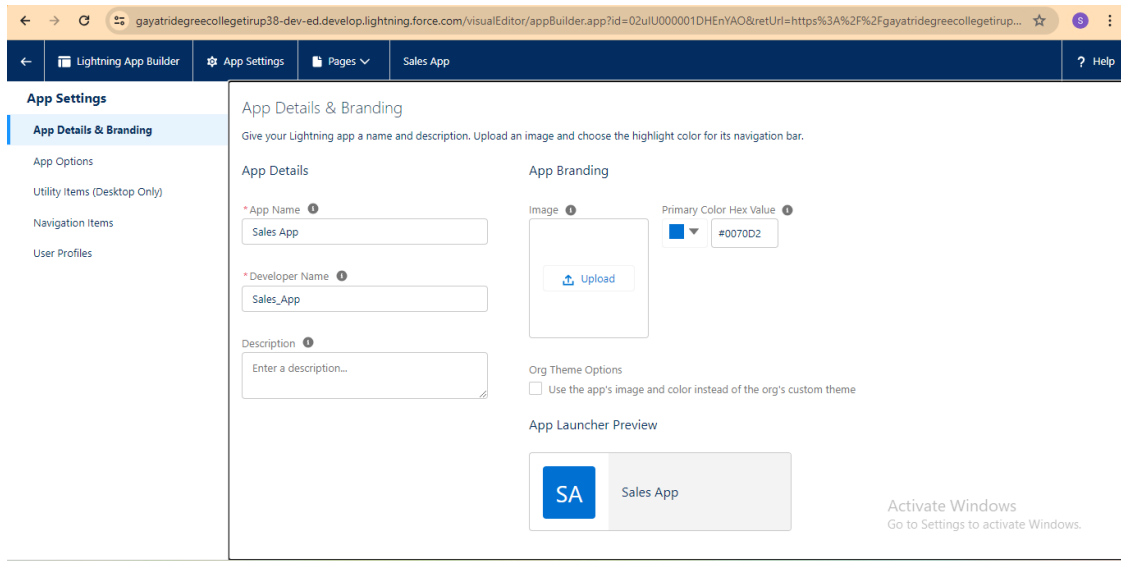 gayatridegreecollegetirup38-dev-ed.develop.lightning.force.com/visualEditor/appBuilder.app?id=02uIU000001DHEnYAO&retUrl=https%3A%2F%2Fgayatridegreecollegetirup... S
Lightning App Builder App Settings Pages Sales App ? Help
App Settings
App Details & Branding
App Options
Utility Items (Desktop Only)
Navigation Items
User Profiles
App Details & Branding
Give your Lightning app a name and description. Upload an image and choose the highlight color for its navigation bar.
App Details
*App Name
Sales App
*Developer Name
Sales_App
Description
Enter a description...
App Branding
Image
Upload
Primary Color Hex Value
#0070D2
Org Theme Options
Use the app's image and color instead of the org's custom theme
App Launcher Preview
SA Sales App
Activate Windows
Go to Settings to activate Windows.